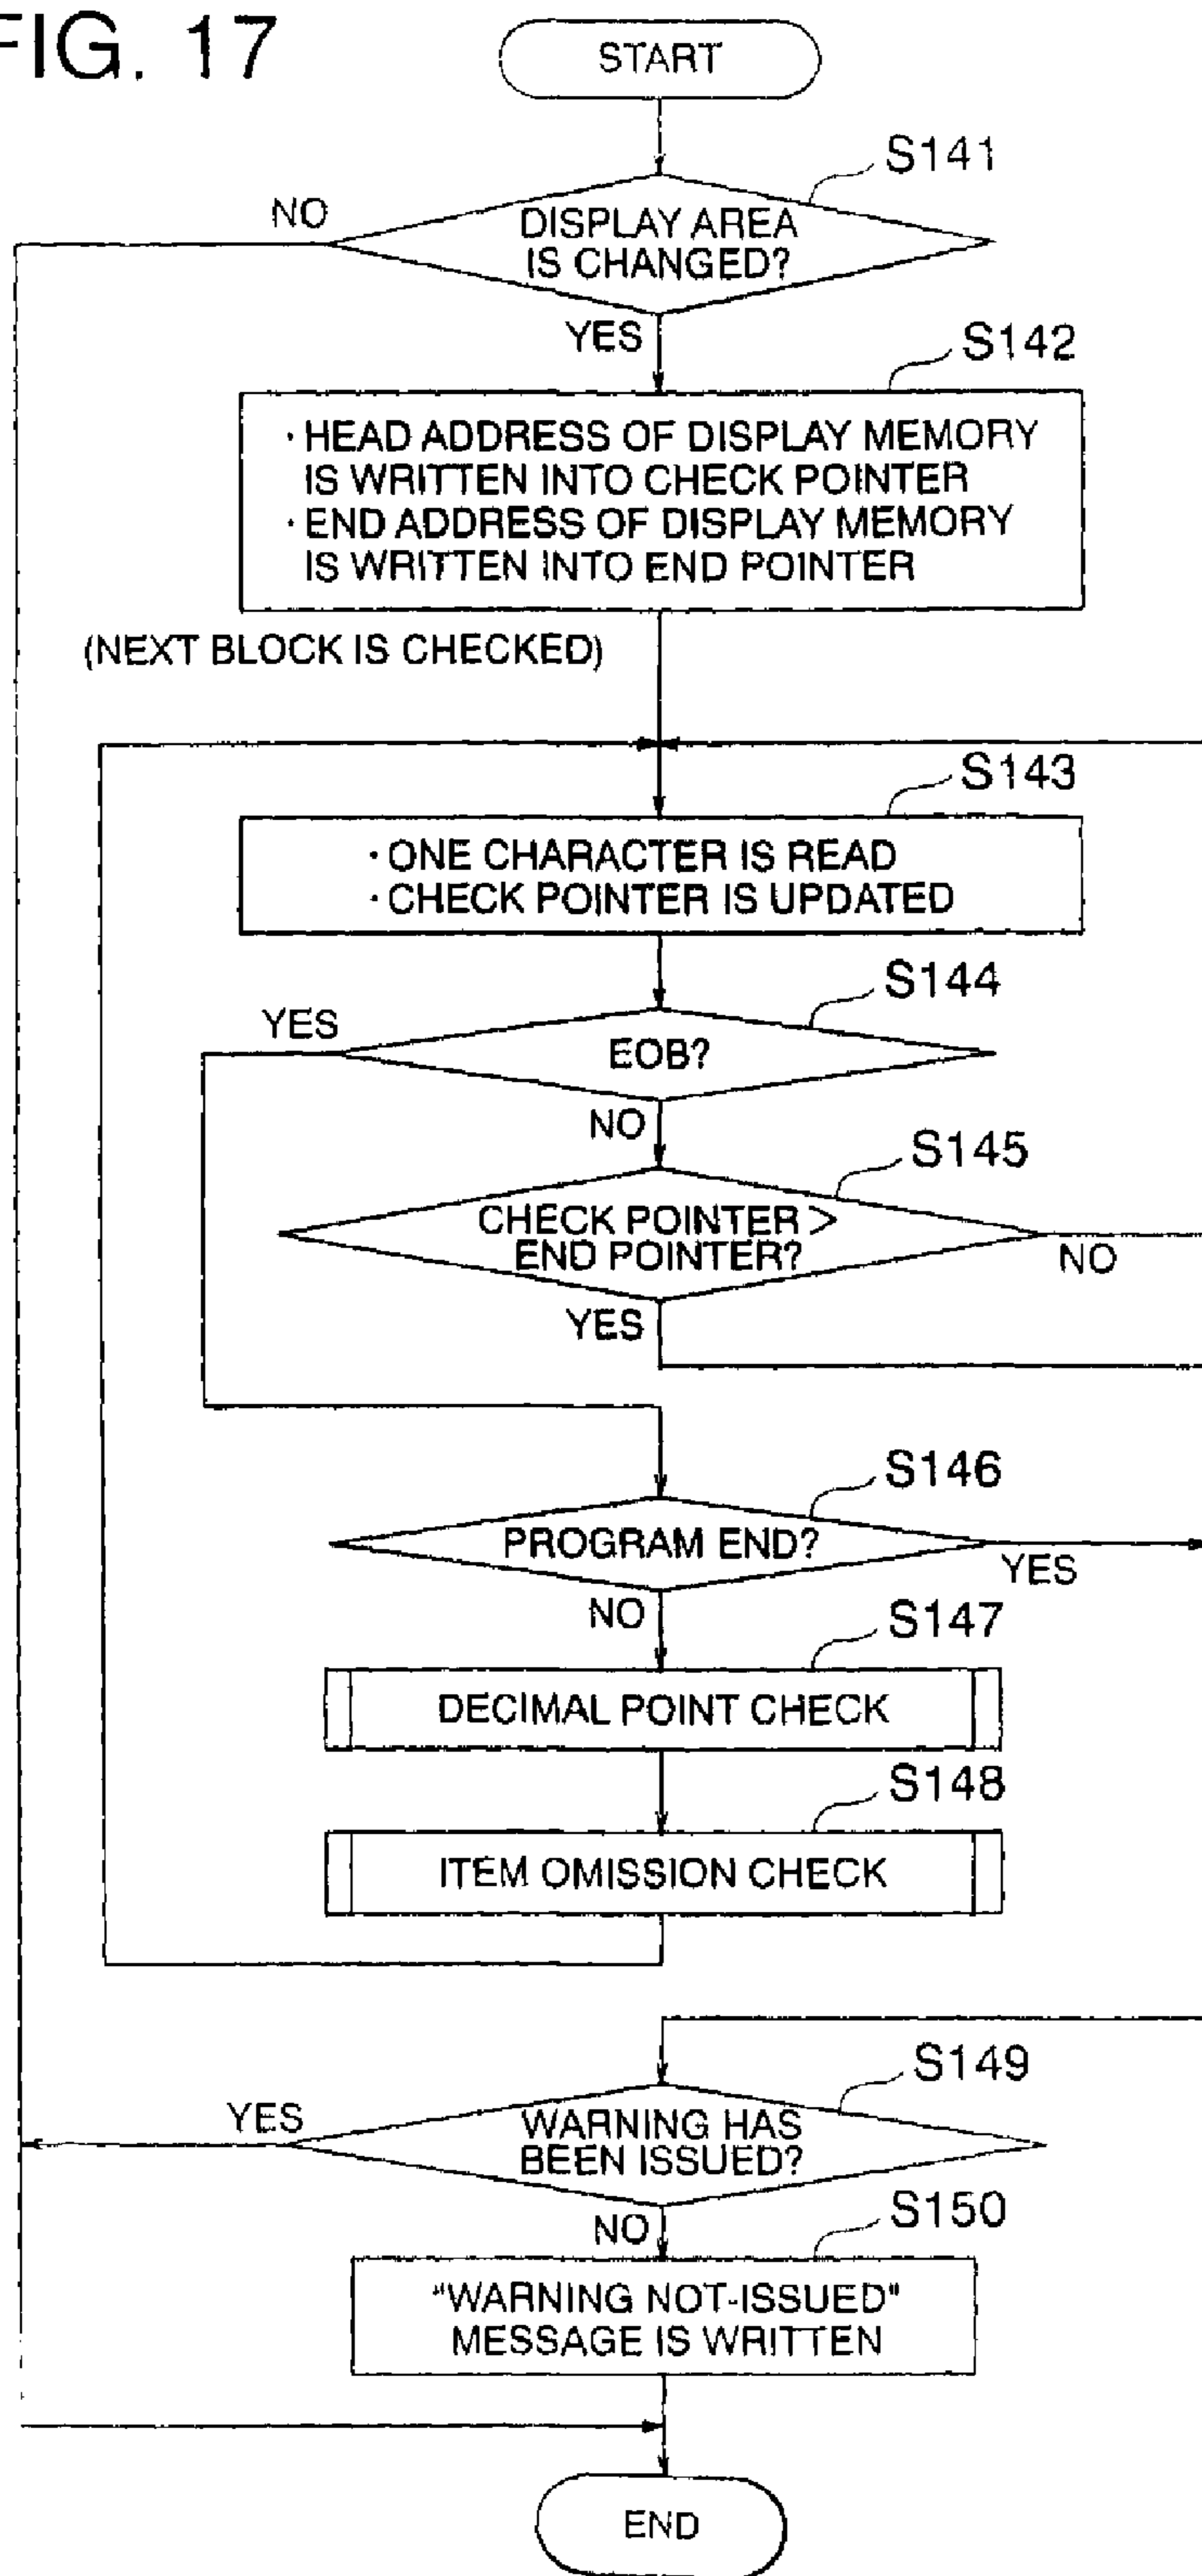 FIG. 17
START
S141
NO
DISPLAY AREA
IS CHANGED?
YES
S142
· HEAD ADDRESS OF DISPLAY MEMORY
IS WRITTEN INTO CHECK POINTER
· END ADDRESS OF DISPLAY MEMORY
IS WRITTEN INTO END POINTER
(NEXT BLOCK IS CHECKED)
S143
· ONE CHARACTER IS READ
· CHECK POINTER IS UPDATED
S144
YES
EOB?
NO
S145
CHECK POINTER >
END POINTER?
NO
YES
S146
PROGRAM END?
YES
NO
S147
DECIMAL POINT CHECK
S148
ITEM OMISSION CHECK
S149
YES
WARNING HAS
BEEN ISSUED?
NO
S150
"WARNING NOT-ISSUED"
MESSAGE IS WRITTEN
END